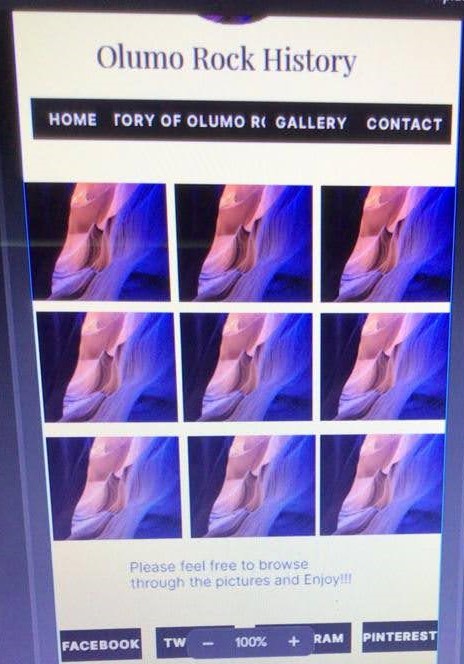 Olumo Rock History
HOME TORY OF OLUMO R GALLERY CONTACT
Please feel free to browse
through the pictures and Enjoy!!!
FACEBOOK TW − 100% + RAM PINTEREST